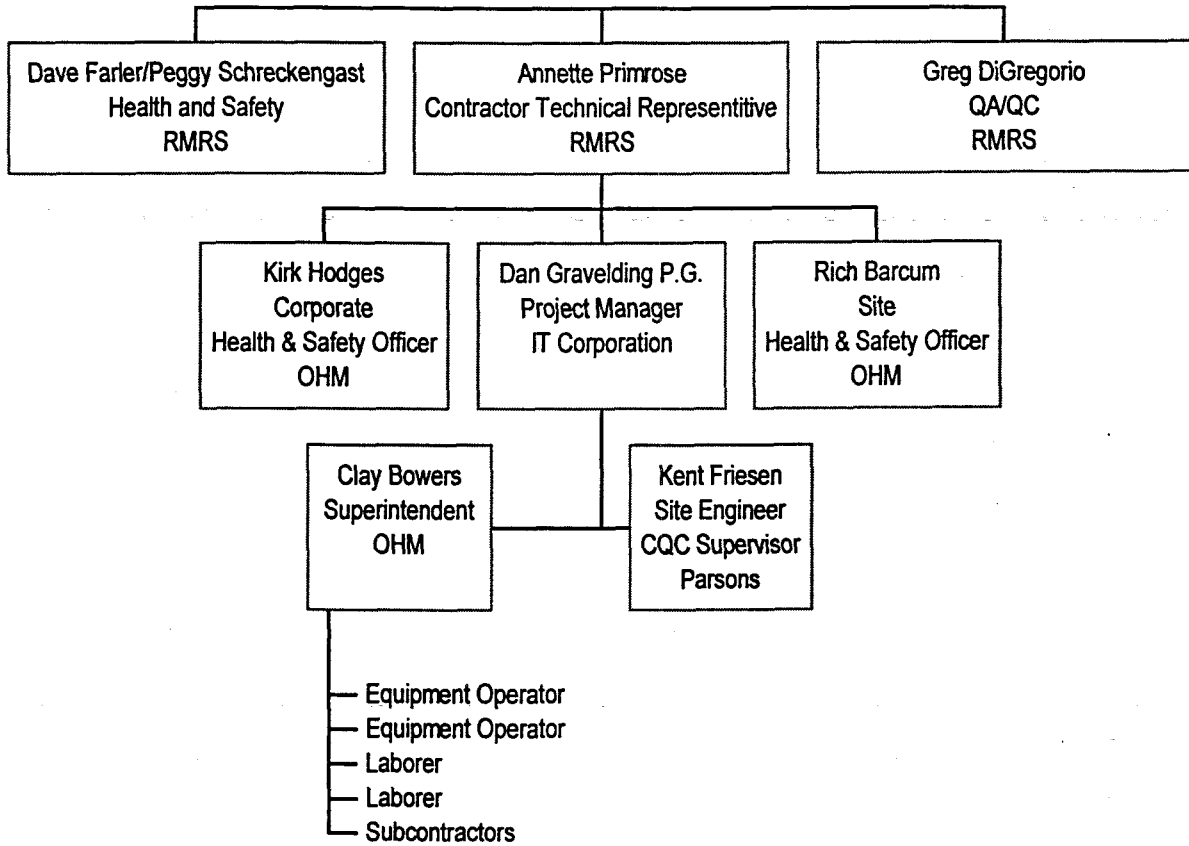 Dave Farler/Peggy Schreckengast
Health and Safety
RMRS
Annette Primrose
Contractor Technical Representitive
RMRS
Greg DiGregorio
QA/QC
RMRS
Kirk Hodges
Corporate
Health & Safety Officer
OHM
Dan Gravelding P.G.
Project Manager
IT Corporation
Rich Barcum
Site
Health & Safety Officer
OHM
Clay Bowers
Superintendent
OHM
Kent Friesen
Site Engineer
CQC Supervisor
Parsons
Equipment Operator
Equipment Operator
Laborer
Laborer
Subcontractors